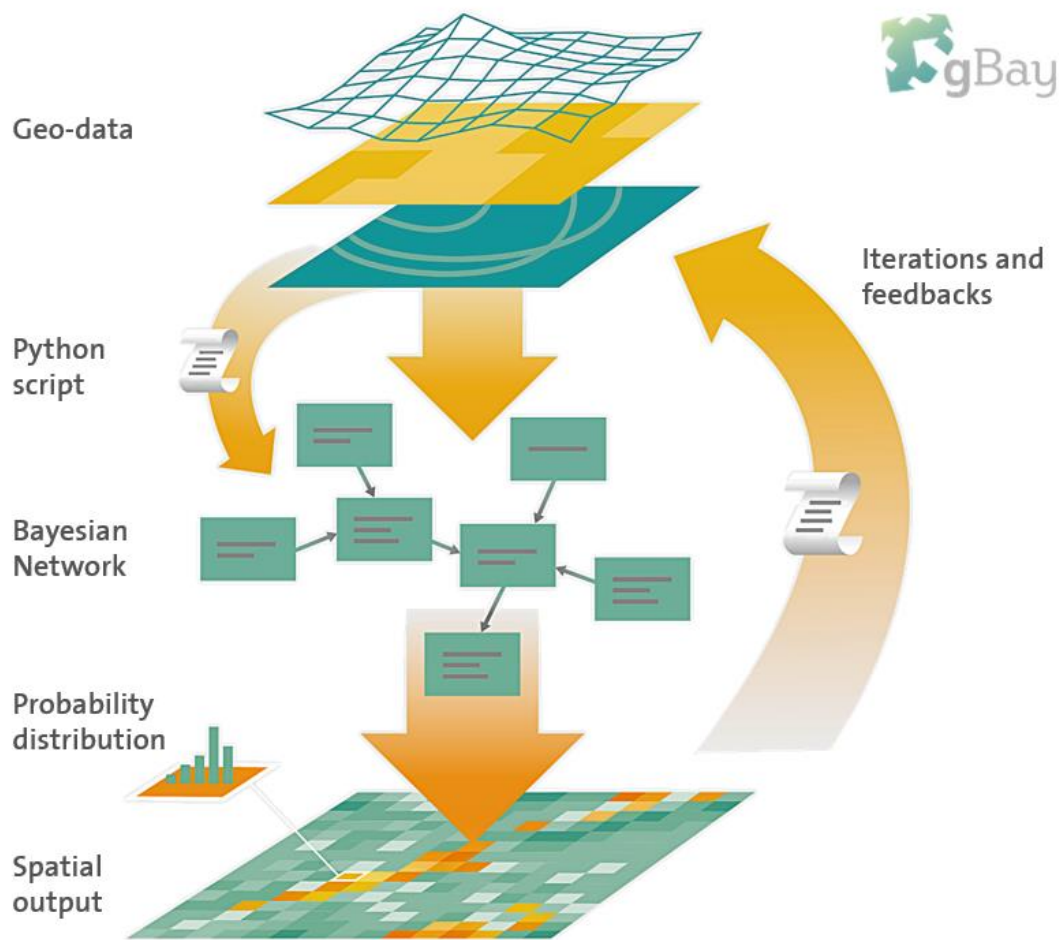 gBay
Geo-data
Iterations and
feedbacks
Python
script
Bayesian
Network
Probability
distribution
Spatial
output